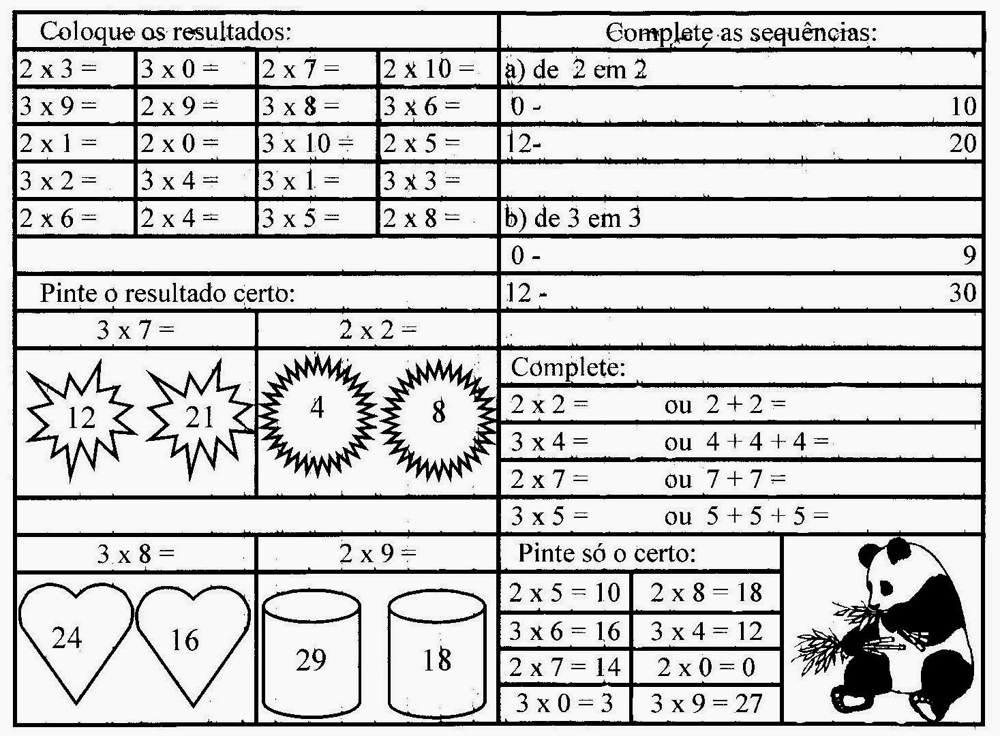 Coloque os resultados:
2 x 3 = 3 x 0 = 2 x 7 = 2 x 10 =
3 x 9 = 2 x 9 = 3 x 8 = 3 x 6 =
2 x 1 = 2 x 0 = 3 x 10 = 2 x 5 =
3 x 2 = 3 x 4 = 3 x 1 = 3 x 3 =
2 x 6 = 2 x 4 = 3 x 5 = 2 x 8 =
Pinte o resultado certo:
3 x 7 = 2 x 2 =
12 21 4 8
3 x 8 = 2 x 9 =
24 16 29 18
Complete as sequências:
a) de 2 em 2
0 - 10
12- 20
b) de 3 em 3
0 - 9
12 - 30
Complete:
2 x 2 = ou 2 + 2 =
3 x 4 = ou 4 + 4 + 4 =
2 x 7 = ou 7 + 7 =
3 x 5 = ou 5 + 5 + 5 =
Pinte só o certo:
2 x 5 = 10 2 x 8 = 18
3 x 6 = 16 3 x 4 = 12
2 x 7 = 14 2 x 0 = 0
3 x 0 = 3 3 x 9 = 27